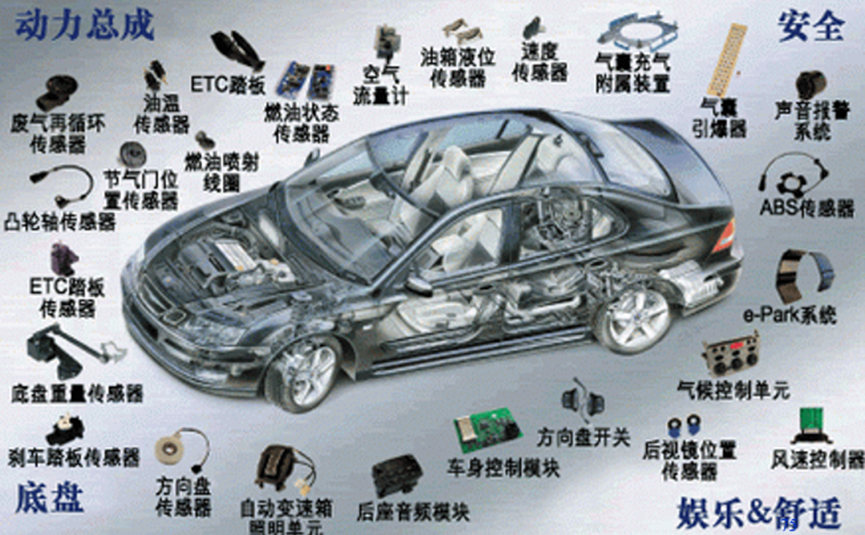 动力总成
安全
ETC踏板
空气
流量计
油箱液位
传感器
速度
传感器
气囊充气
附属装置
气囊
引爆器
声音报警
系统
废气再循环
传感器
油温
传感器
燃油状态
传感器
节气门位
置传感器
燃油喷射
线圈
凸轮轴传感器
ABS传感器
ETC踏板
传感器
e-Park系统
底盘重量传感器
气候控制单元
刹车踏板传感器
方向盘
传感器
自动变速箱
照明单元
后座音频模块
车身控制模块
方向盘开关
后视镜位置
传感器
风速控制器
底盘
娱乐&舒适